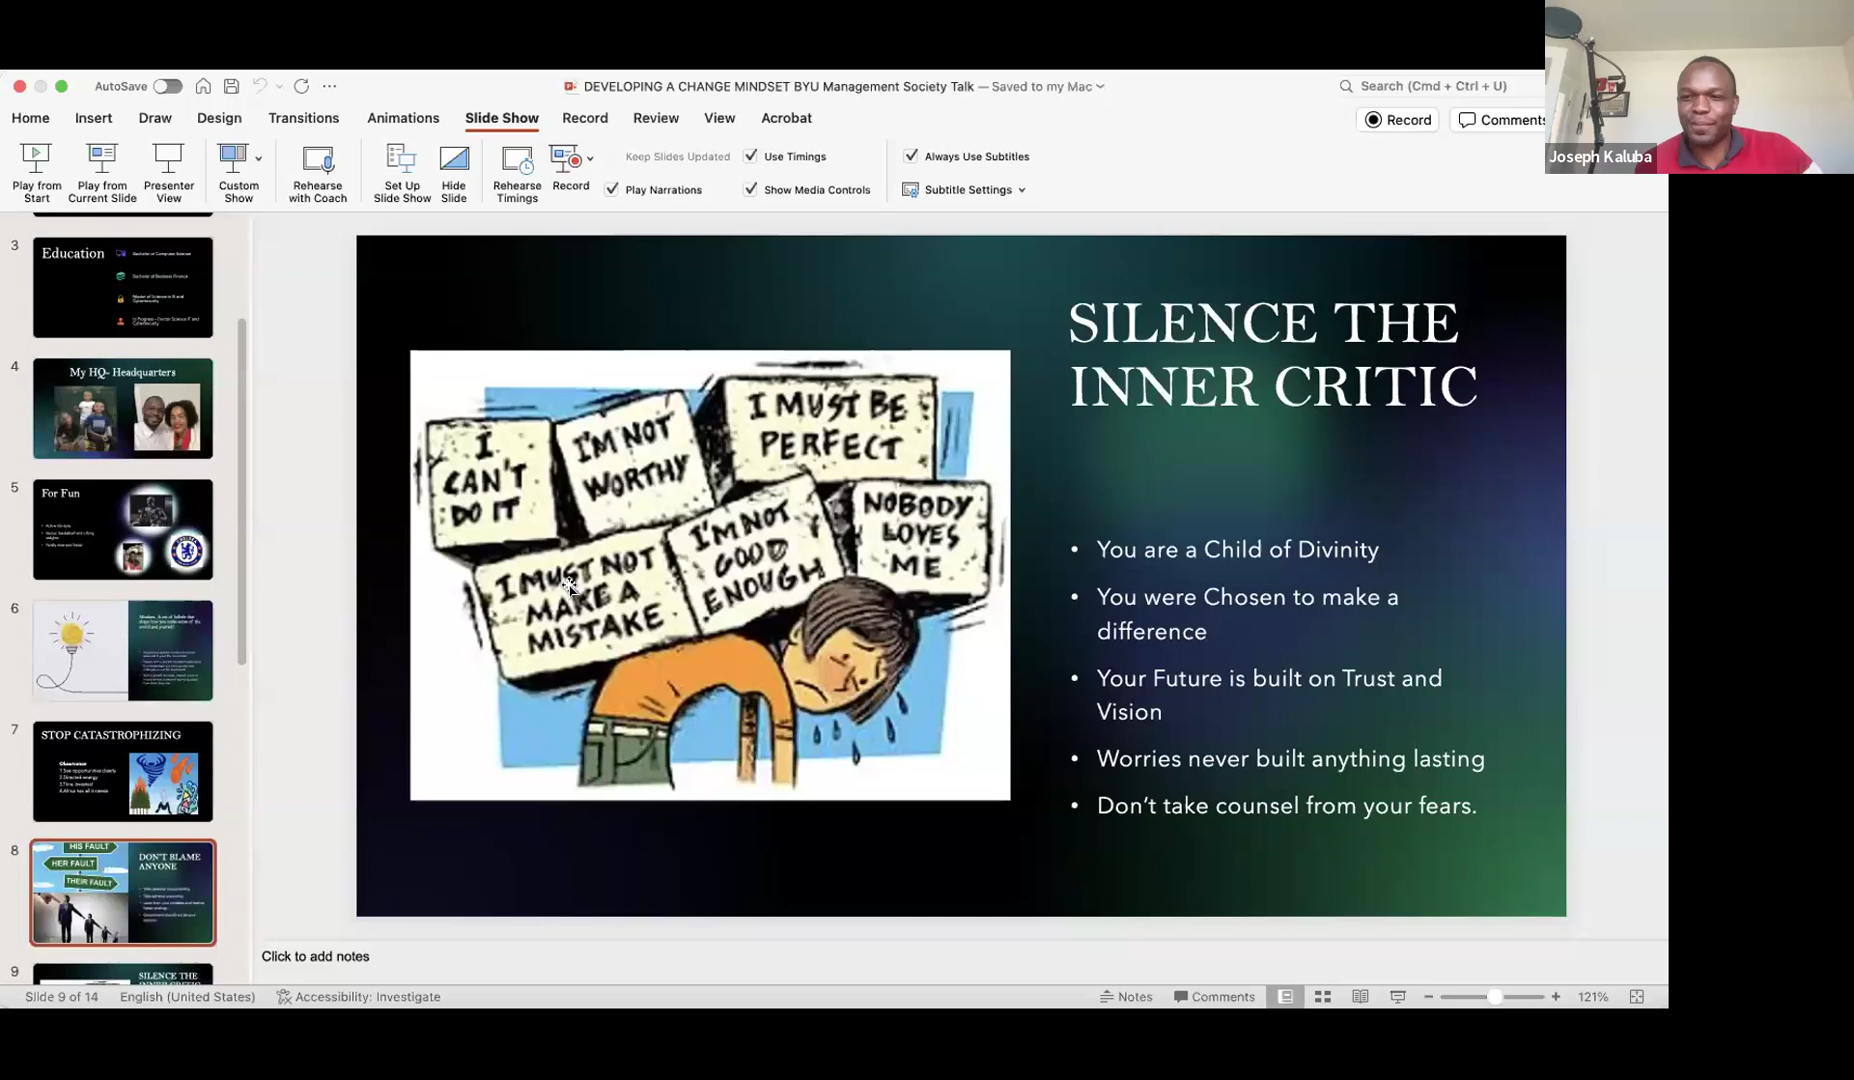 AutoSave
DEVELOPING A CHANGE MINDSET BYU Management Society Talk — Saved to my Mac
Search (Cmd + Ctrl + U)
Home Insert Draw Design Transitions Animations Slide Show Record Review View Acrobat
Record
Comments
Joseph Kaluba
Play from Start
Play from Current Slide
Presenter View
Custom Show
Rehearse with Coach
Set Up Slide Show
Hide Slide
Rehearse Timings
Record
Keep Slides Updated
Use Timings
Play Narrations
Show Media Controls
Always Use Subtitles
Subtitle Settings
3
Education
Bachelor of Computer Science
Bachelor of Business Finance
4
My HQ- Headquarters
5
For Fun
6
7
STOP CATASTROPHIZING
8
HIS FAULT
HER FAULT
THEIR FAULT
DON'T BLAME
ANYONE
9
SILENCE THE
SILENCE THE
INNER CRITIC
I
CAN'T
DO IT
I'M NOT
WORTHY
I MUST BE
PERFECT
I MUST NOT
MAKE A
MISTAKE
I'M NOT
GOOD
ENOUGH
NOBODY
LOVES
ME
• You are a Child of Divinity
• You were Chosen to make a
difference
• Your Future is built on Trust and
Vision
• Worries never built anything lasting
• Don't take counsel from your fears.
Click to add notes
Slide 9 of 14 English (United States) Accessibility: Investigate
Notes Comments 121%